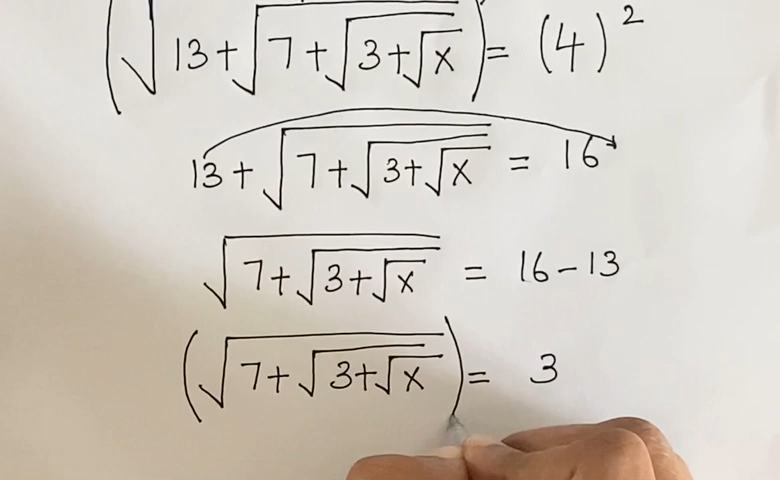 (√(13+√(7+√(3+√x)))) = (4)²
13+√(7+√(3+√x)) = 16
√(7+√(3+√x)) = 16-13
(√(7+√(3+√x))) = 3